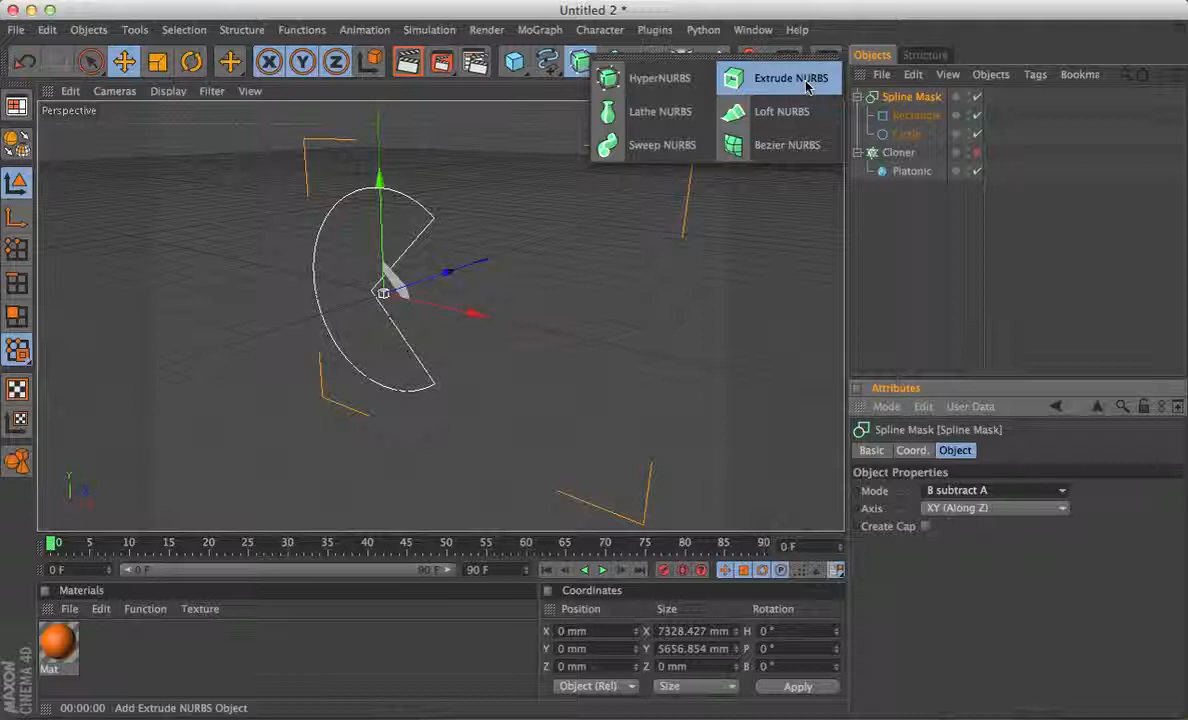 Untitled 2 *
File Edit Objects Tools Selection Structure Functions Animation Simulation Render MoGraph Character Plugins Python Window Help
HyperNURBS Extrude NURBS
Lathe NURBS Loft NURBS
Sweep NURBS Bezier NURBS
Objects Structure
File Edit View Objects Tags Bookma
Spline Mask
Rectangle
Circle
Cloner
Platonic
Edit Cameras Display Filter View
Perspective
Y
Attributes
Mode Edit User Data
Spline Mask [Spline Mask]
Basic Coord. Object
Object Properties
Mode B subtract A
Axis XY (Along Z)
Create Cap
0 5 10 15 20 25 30 35 40 45 50 55 60 65 70 75 80 85 90 0 F
0 F 0 F 90 F 90 F
Materials
File Edit Function Texture
Mat
Coordinates
Position Size Rotation
X 0 mm X 7328.427 mm H 0 °
Y 0 mm Y 5656.854 mm P 0 °
Z 0 mm Z 0 mm B 0 °
Object (Rel) Size Apply
MAXON
CINEMA 4D
00:00:00 Add Extrude NURBS Object